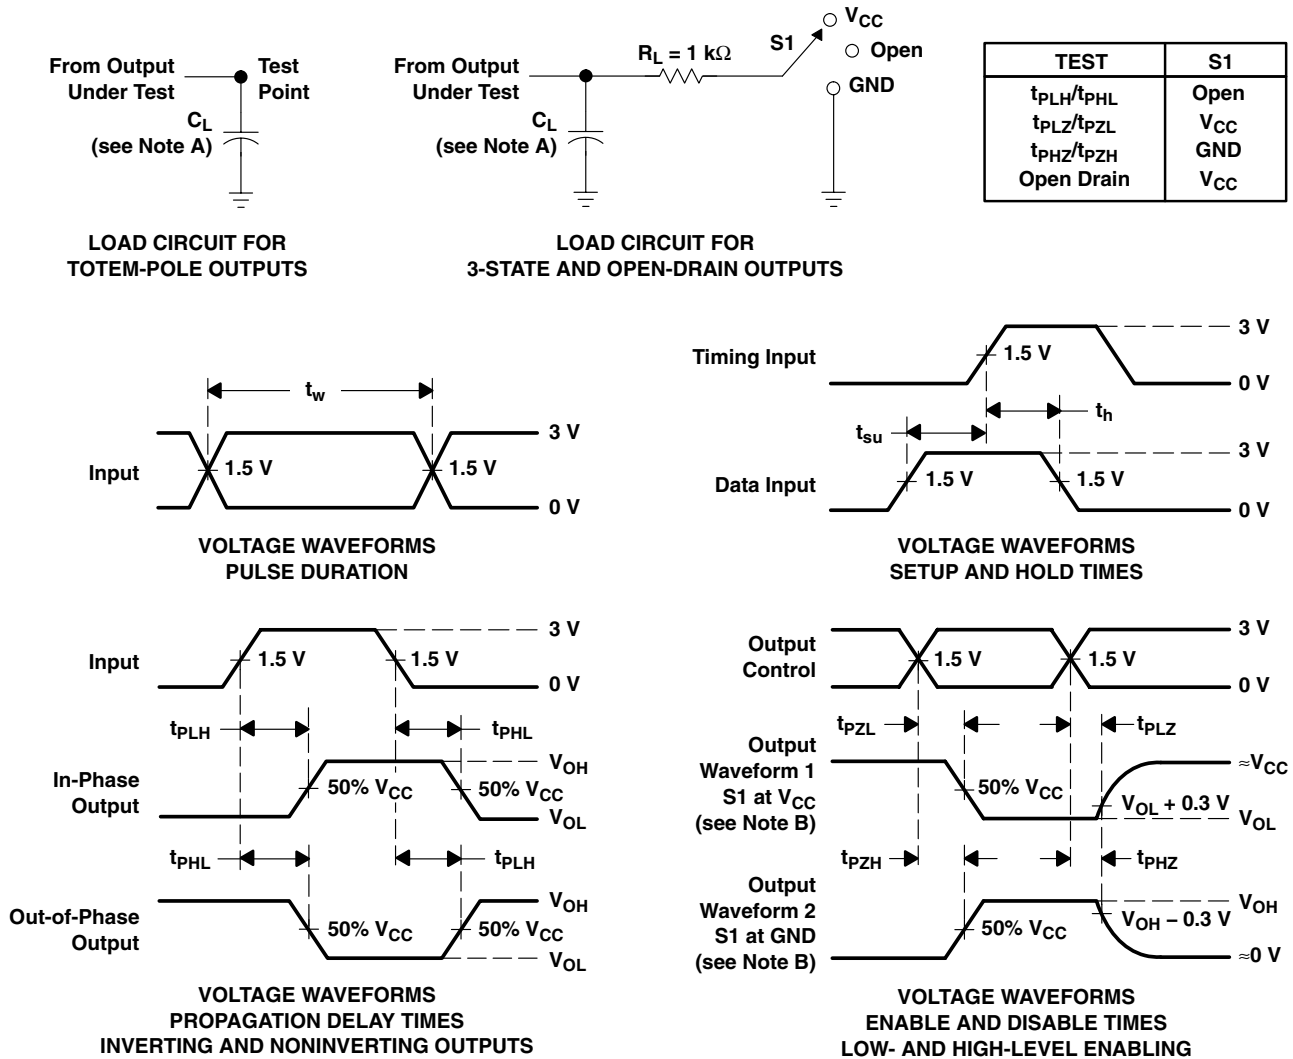 From Output
Under Test
Test
Point
C_L
(see Note A)
LOAD CIRCUIT FOR
TOTEM-POLE OUTPUTS
From Output
Under Test
R_L = 1 kΩ
S1
V_CC
Open
GND
C_L
(see Note A)
LOAD CIRCUIT FOR
3-STATE AND OPEN-DRAIN OUTPUTS
TEST S1
t_PLH/t_PHL Open
t_PLZ/t_PZL V_CC
t_PHZ/t_PZH GND
Open Drain V_CC
t_w
Input
1.5 V
1.5 V
3 V
0 V
VOLTAGE WAVEFORMS
PULSE DURATION
Timing Input
1.5 V
3 V
0 V
t_h
t_su
Data Input
1.5 V
1.5 V
3 V
0 V
VOLTAGE WAVEFORMS
SETUP AND HOLD TIMES
Input
1.5 V
1.5 V
3 V
0 V
t_PLH
t_PHL
In-Phase
Output
50% V_CC
50% V_CC
V_OH
V_OL
t_PHL
t_PLH
Out-of-Phase
Output
50% V_CC
50% V_CC
V_OH
V_OL
VOLTAGE WAVEFORMS
PROPAGATION DELAY TIMES
INVERTING AND NONINVERTING OUTPUTS
Output
Control
1.5 V
1.5 V
3 V
0 V
t_PZL
t_PLZ
Output
Waveform 1
S1 at V_CC
(see Note B)
50% V_CC
V_OL + 0.3 V
≈V_CC
V_OL
t_PZH
t_PHZ
Output
Waveform 2
S1 at GND
(see Note B)
50% V_CC
V_OH − 0.3 V
V_OH
≈0 V
VOLTAGE WAVEFORMS
ENABLE AND DISABLE TIMES
LOW- AND HIGH-LEVEL ENABLING